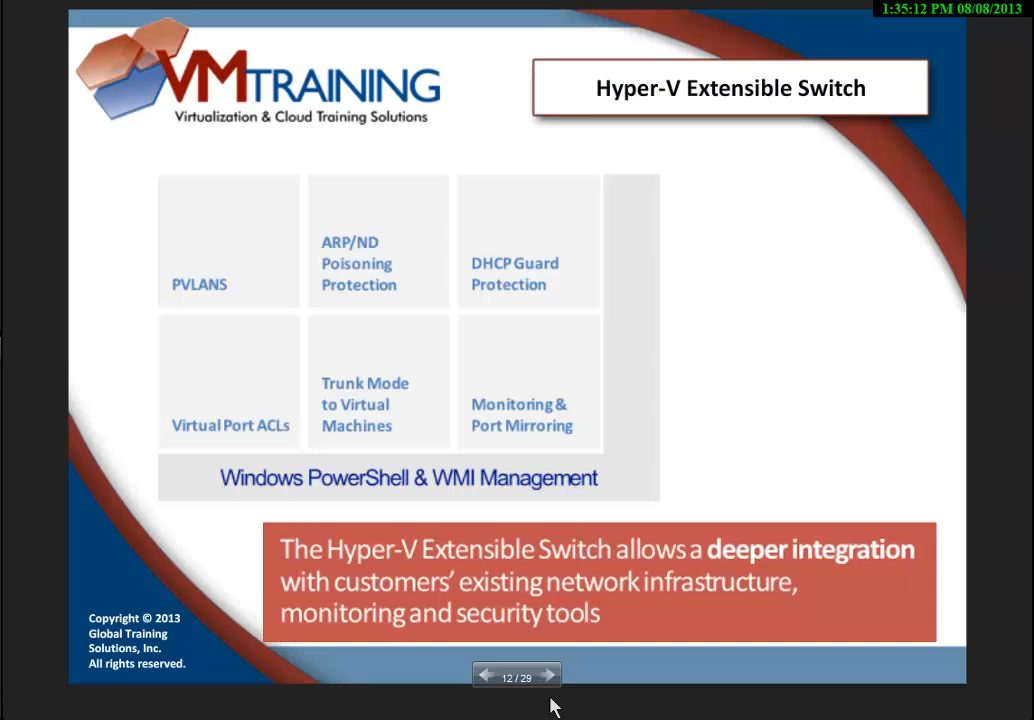 1:35:12 PM 08/08/2013
VMTRAINING
Virtualization & Cloud Training Solutions
Hyper-V Extensible Switch
PVLANS
ARP/ND
Poisoning
Protection
DHCP Guard
Protection
Virtual Port ACLs
Trunk Mode
to Virtual
Machines
Monitoring &
Port Mirroring
Windows PowerShell & WMI Management
The Hyper-V Extensible Switch allows a deeper integration
with customers’ existing network infrastructure,
monitoring and security tools
Copyright © 2013
Global Training
Solutions, Inc.
All rights reserved.
12 / 29